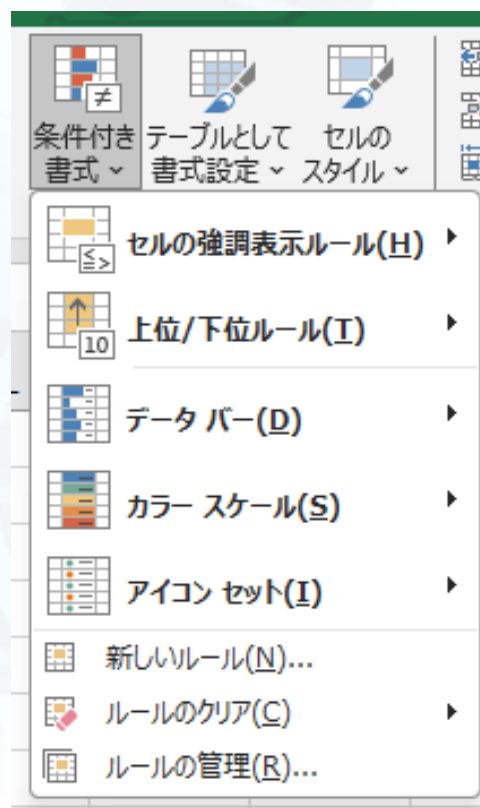 条件付き
書式
テーブルとして
書式設定
セルの
スタイル
セルの強調表示ルール(H)
上位/下位ルール(T)
10
データ バー(D)
カラー スケール(S)
アイコン セット(I)
新しいルール(N)...
ルールのクリア(C)
ルールの管理(R)...